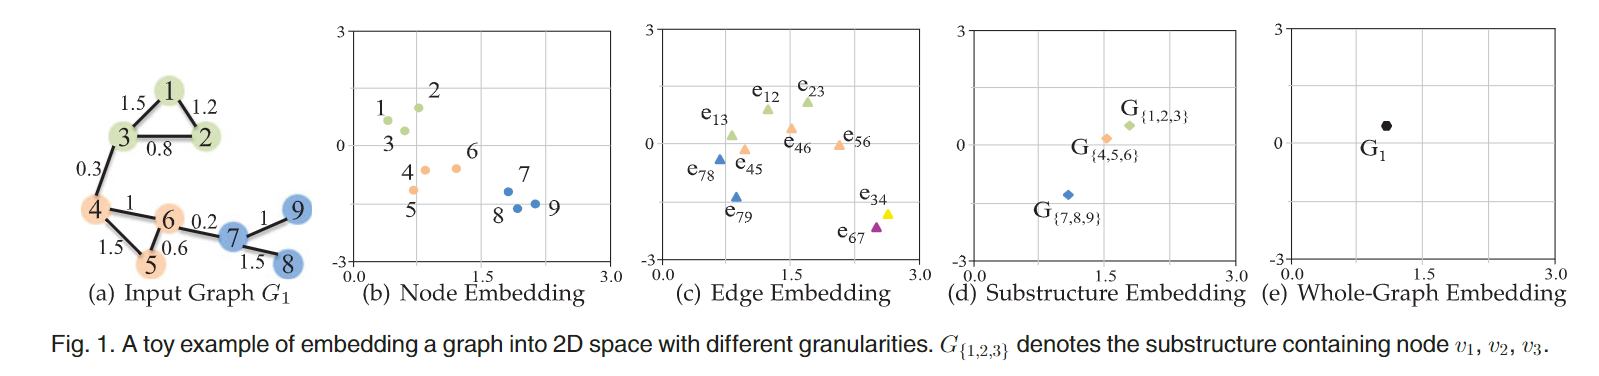 1
1.5
1.2
3
2
0.8
0.3
4
1
6
0.2
7
1
9
1.5
0.6
5
1.5
8
(a) Input Graph G₁
3
0
-3
0.0
1.5
3.0
1
2
3
4
5
6
7
8
9
(b) Node Embedding
3
0
-3
0.0
1.5
3.0
e₁₂
e₂₃
e₁₃
e₄₆
e₅₆
e₄₅
e₇₈
e₇₉
e₃₄
e₆₇
(c) Edge Embedding
3
0
-3
0.0
1.5
3.0
G{1,2,3}
G{4,5,6}
G{7,8,9}
(d) Substructure Embedding
3
0
-3
0.0
1.5
3.0
G₁
(e) Whole-Graph Embedding
Fig. 1. A toy example of embedding a graph into 2D space with different granularities. G{1,2,3} denotes the substructure containing node v₁, v₂, v₃.